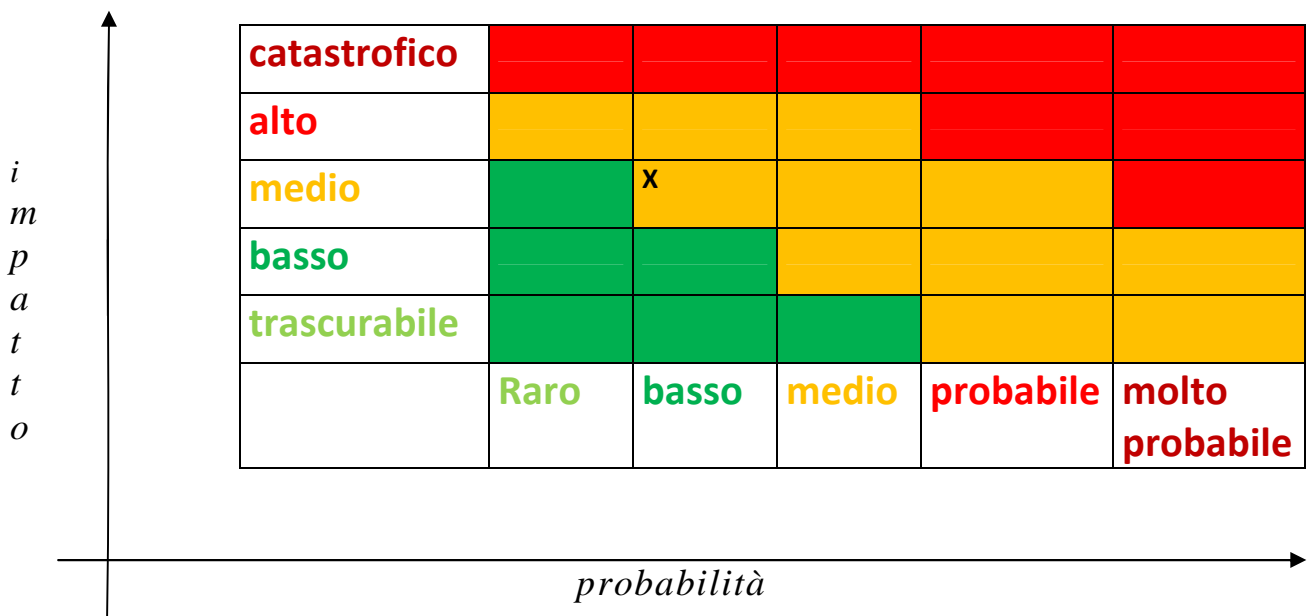 catastrofico
alto
medio
X
basso
trascurabile
Raro
basso
medio
probabile
molto
probabile
i
m
p
a
t
t
o
probabilità